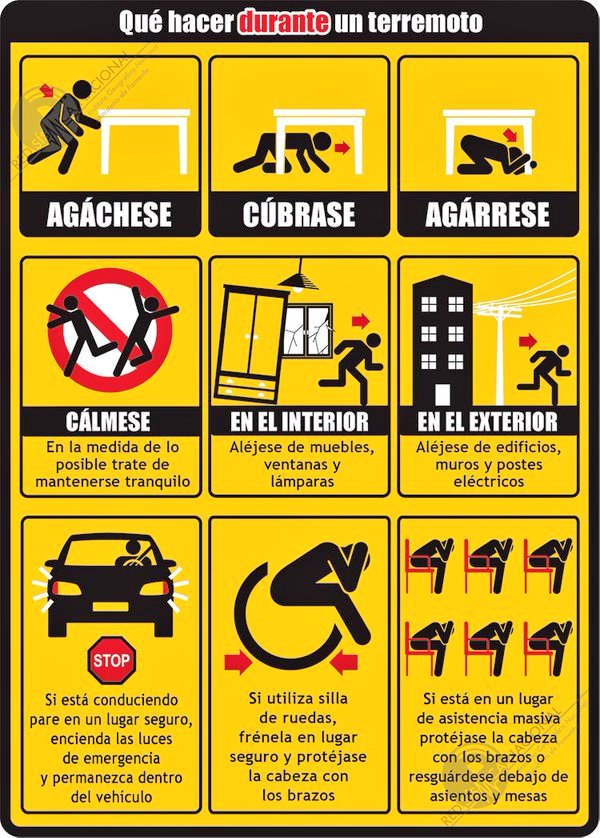 Qué hacer durante un terremoto
AGÁCHESE
CÚBRASE
AGÁRRESE
CÁLMESE
En la medida de lo
posible trate de
mantenerse tranquilo
EN EL INTERIOR
Aléjese de muebles,
ventanas y
lámparas
EN EL EXTERIOR
Aléjese de edificios,
muros y postes
eléctricos
STOP
Si está conduciendo
pare en un lugar seguro,
encienda las luces
de emergencia
y permanezca dentro
del vehículo
Si utiliza silla
de ruedas,
frénela en lugar
seguro y protéjase
la cabeza con
los brazos
Si está en un lugar
de asistencia masiva
protéjase la cabeza
con los brazos o
resguárdese debajo de
asientos y mesas